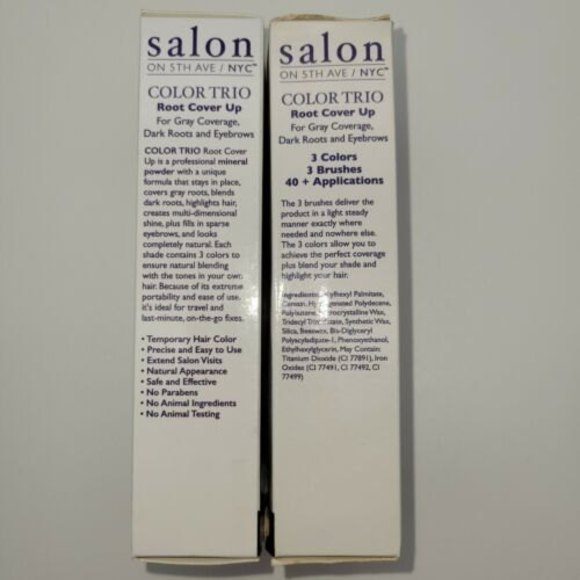 salon
ON 5TH AVE / NYC™
COLOR TRIO
Root Cover Up
For Gray Coverage,
Dark Roots and Eyebrows
COLOR TRIO Root Cover
Up is a professional mineral
powder with a unique
formula that stays in place,
covers gray roots, blends
dark roots, highlights hair,
creates multi-dimensional
shine, plus fills in sparse
eyebrows, and looks
completely natural. Each
shade contains 3 colors to
ensure natural blending
with the tones in your own
hair. Because of its extreme
portability and ease of use,
it's ideal for travel and
last-minute, on-the-go fixes.
• Temporary Hair Color
• Precise and Easy to Use
• Extend Salon Visits
• Natural Appearance
• Safe and Effective
• No Parabens
• No Animal Ingredients
• No Animal Testing
salon
ON 5TH AVE / NYC™
COLOR TRIO
Root Cover Up
For Gray Coverage,
Dark Roots and Eyebrows
3 Colors
3 Brushes
40 + Applications
The 3 brushes deliver the
product in a light steady
manner exactly where
needed and nowhere else.
The 3 colors allow you to
achieve the perfect coverage
plus blend your shade and
highlight your hair.
Palmitate,
Polydecene,
Wax,
Tridecyl Synthetic Wax,
Silica, Beeswax, Bis-Diglyceryl
Polyacyladipate-1, Phenoxyethanol,
Ethylhexylglycerin, May Contain:
Titanium Dioxide (CI 77891), Iron
Oxides (CI 77491, CI 77492, CI
77499)